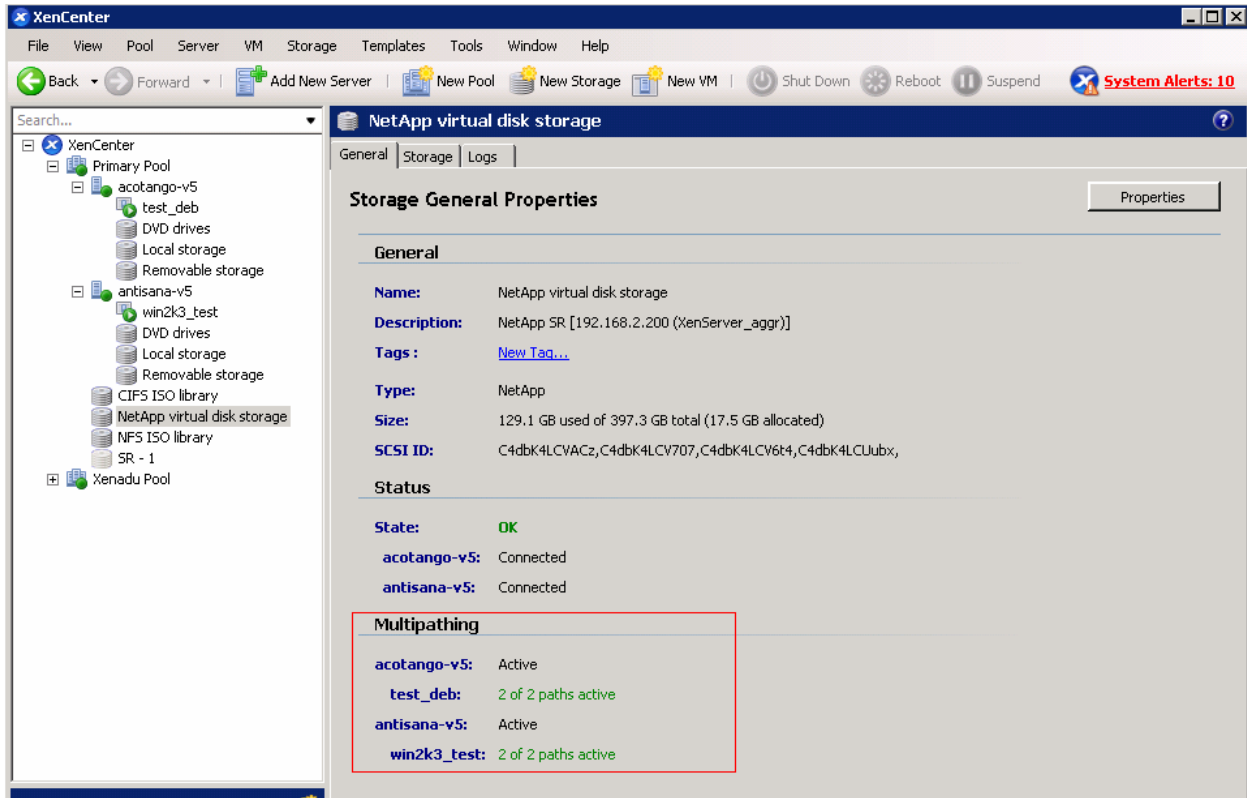 XenCenter
File View Pool Server VM Storage Templates Tools Window Help
Back Forward Add New Server New Pool New Storage New VM Shut Down Reboot Suspend System Alerts: 10
Search...
XenCenter
Primary Pool
acotango-v5
test_deb
DVD drives
Local storage
Removable storage
antisana-v5
win2k3_test
DVD drives
Local storage
Removable storage
CIFS ISO library
NetApp virtual disk storage
NFS ISO library
SR - 1
Xenadu Pool
NetApp virtual disk storage
General Storage Logs
Storage General Properties
Properties
General
Name: NetApp virtual disk storage
Description: NetApp SR [192.168.2.200 (XenServer_aggr)]
Tags : New Tag...
Type: NetApp
Size: 129.1 GB used of 397.3 GB total (17.5 GB allocated)
SCSI ID: C4dbK4LCVACz,C4dbK4LCV707,C4dbK4LCV6t4,C4dbK4LCUubx,
Status
State: OK
acotango-v5: Connected
antisana-v5: Connected
Multipathing
acotango-v5: Active
test_deb: 2 of 2 paths active
antisana-v5: Active
win2k3_test: 2 of 2 paths active